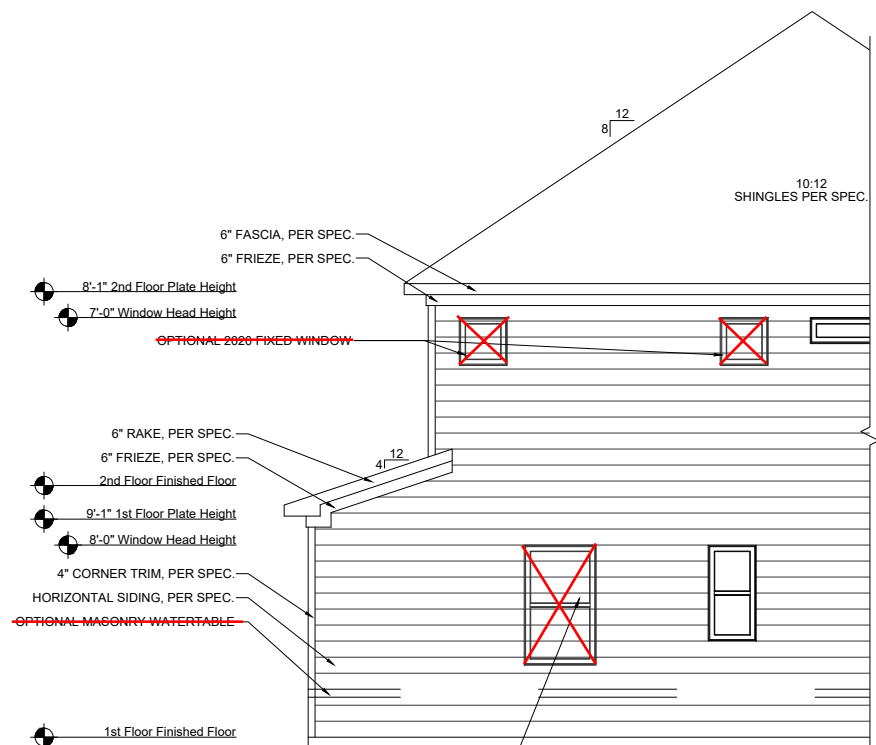 12
8
10:12
SHINGLES PER SPEC.
6" FASCIA, PER SPEC.
6" FRIEZE, PER SPEC.
8'-1" 2nd Floor Plate Height
7'-0" Window Head Height
OPTIONAL 2020 FIXED WINDOW
6" RAKE, PER SPEC.
12
4
6" FRIEZE, PER SPEC.
2nd Floor Finished Floor
9'-1" 1st Floor Plate Height
8'-0" Window Head Height
4" CORNER TRIM, PER SPEC.
HORIZONTAL SIDING, PER SPEC.
OPTIONAL MASONRY WATERTABLE
1st Floor Finished Floor